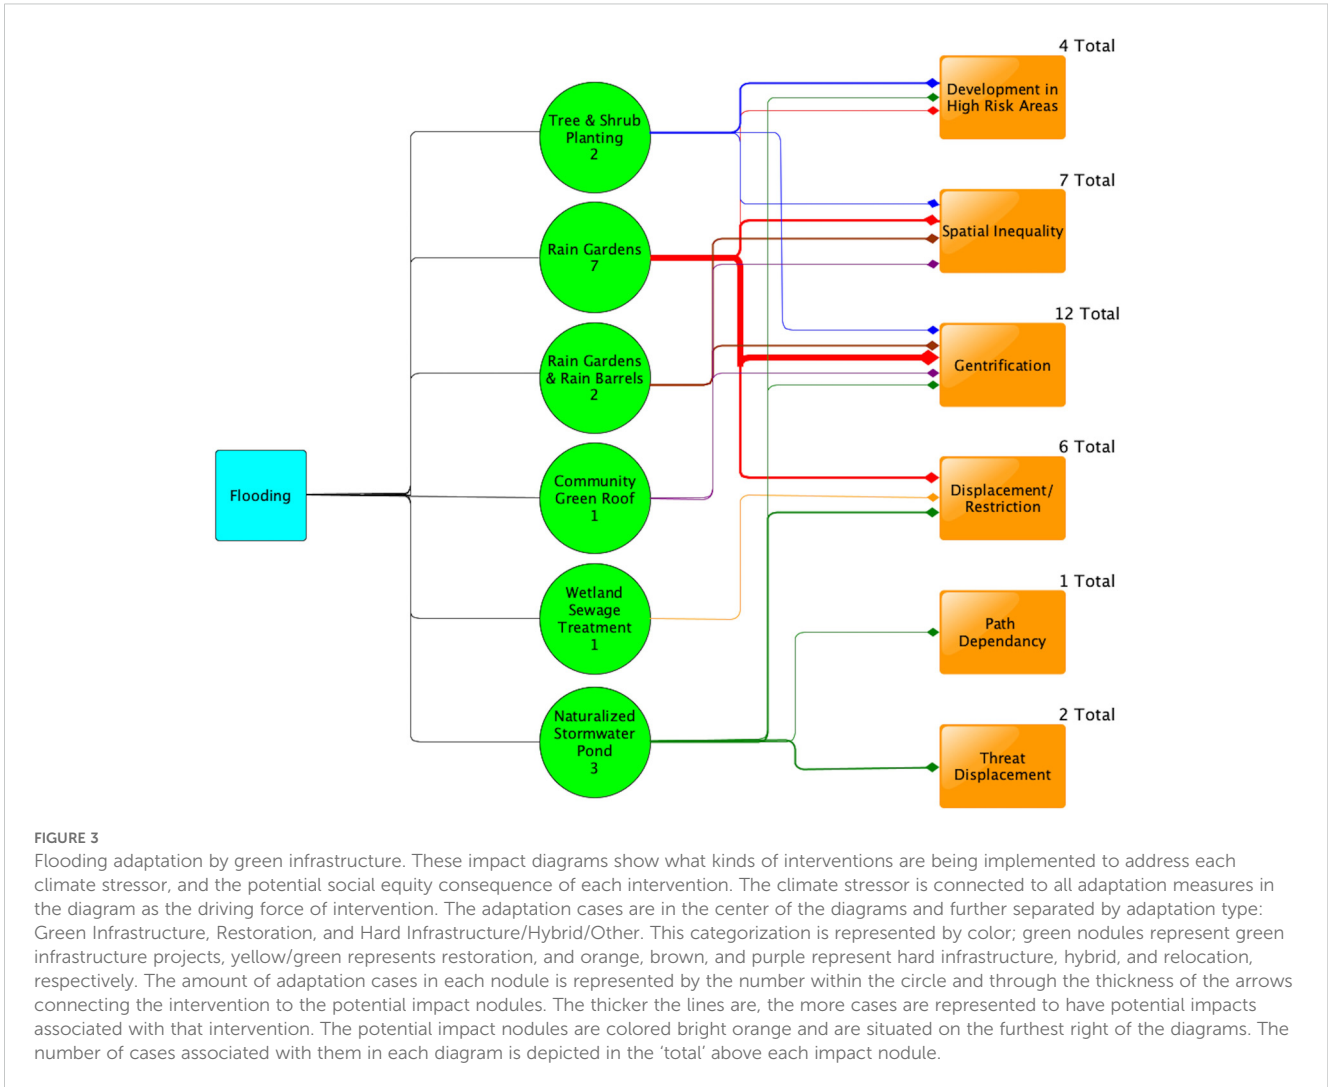 4 Total
Development in
High Risk Areas
Tree & Shrub
Planting
2
7 Total
Spatial Inequality
Rain Gardens
7
12 Total
Gentrification
Rain Gardens
& Rain Barrels
2
6 Total
Displacement/
Restriction
Flooding
Community
Green Roof
1
1 Total
Path
Dependancy
Wetland
Sewage
Treatment
1
2 Total
Threat
Displacement
Naturalized
Stormwater
Pond
3
FIGURE 3
Flooding adaptation by green infrastructure. These impact diagrams show what kinds of interventions are being implemented to address each
climate stressor, and the potential social equity consequence of each intervention. The climate stressor is connected to all adaptation measures in
the diagram as the driving force of intervention. The adaptation cases are in the center of the diagrams and further separated by adaptation type:
Green Infrastructure, Restoration, and Hard Infrastructure/Hybrid/Other. This categorization is represented by color; green nodules represent green
infrastructure projects, yellow/green represents restoration, and orange, brown, and purple represent hard infrastructure, hybrid, and relocation,
respectively. The amount of adaptation cases in each nodule is represented by the number within the circle and through the thickness of the arrows
connecting the intervention to the potential impact nodules. The thicker the lines are, the more cases are represented to have potential impacts
associated with that intervention. The potential impact nodules are colored bright orange and are situated on the furthest right of the diagrams. The
number of cases associated with them in each diagram is depicted in the ‘total’ above each impact nodule.